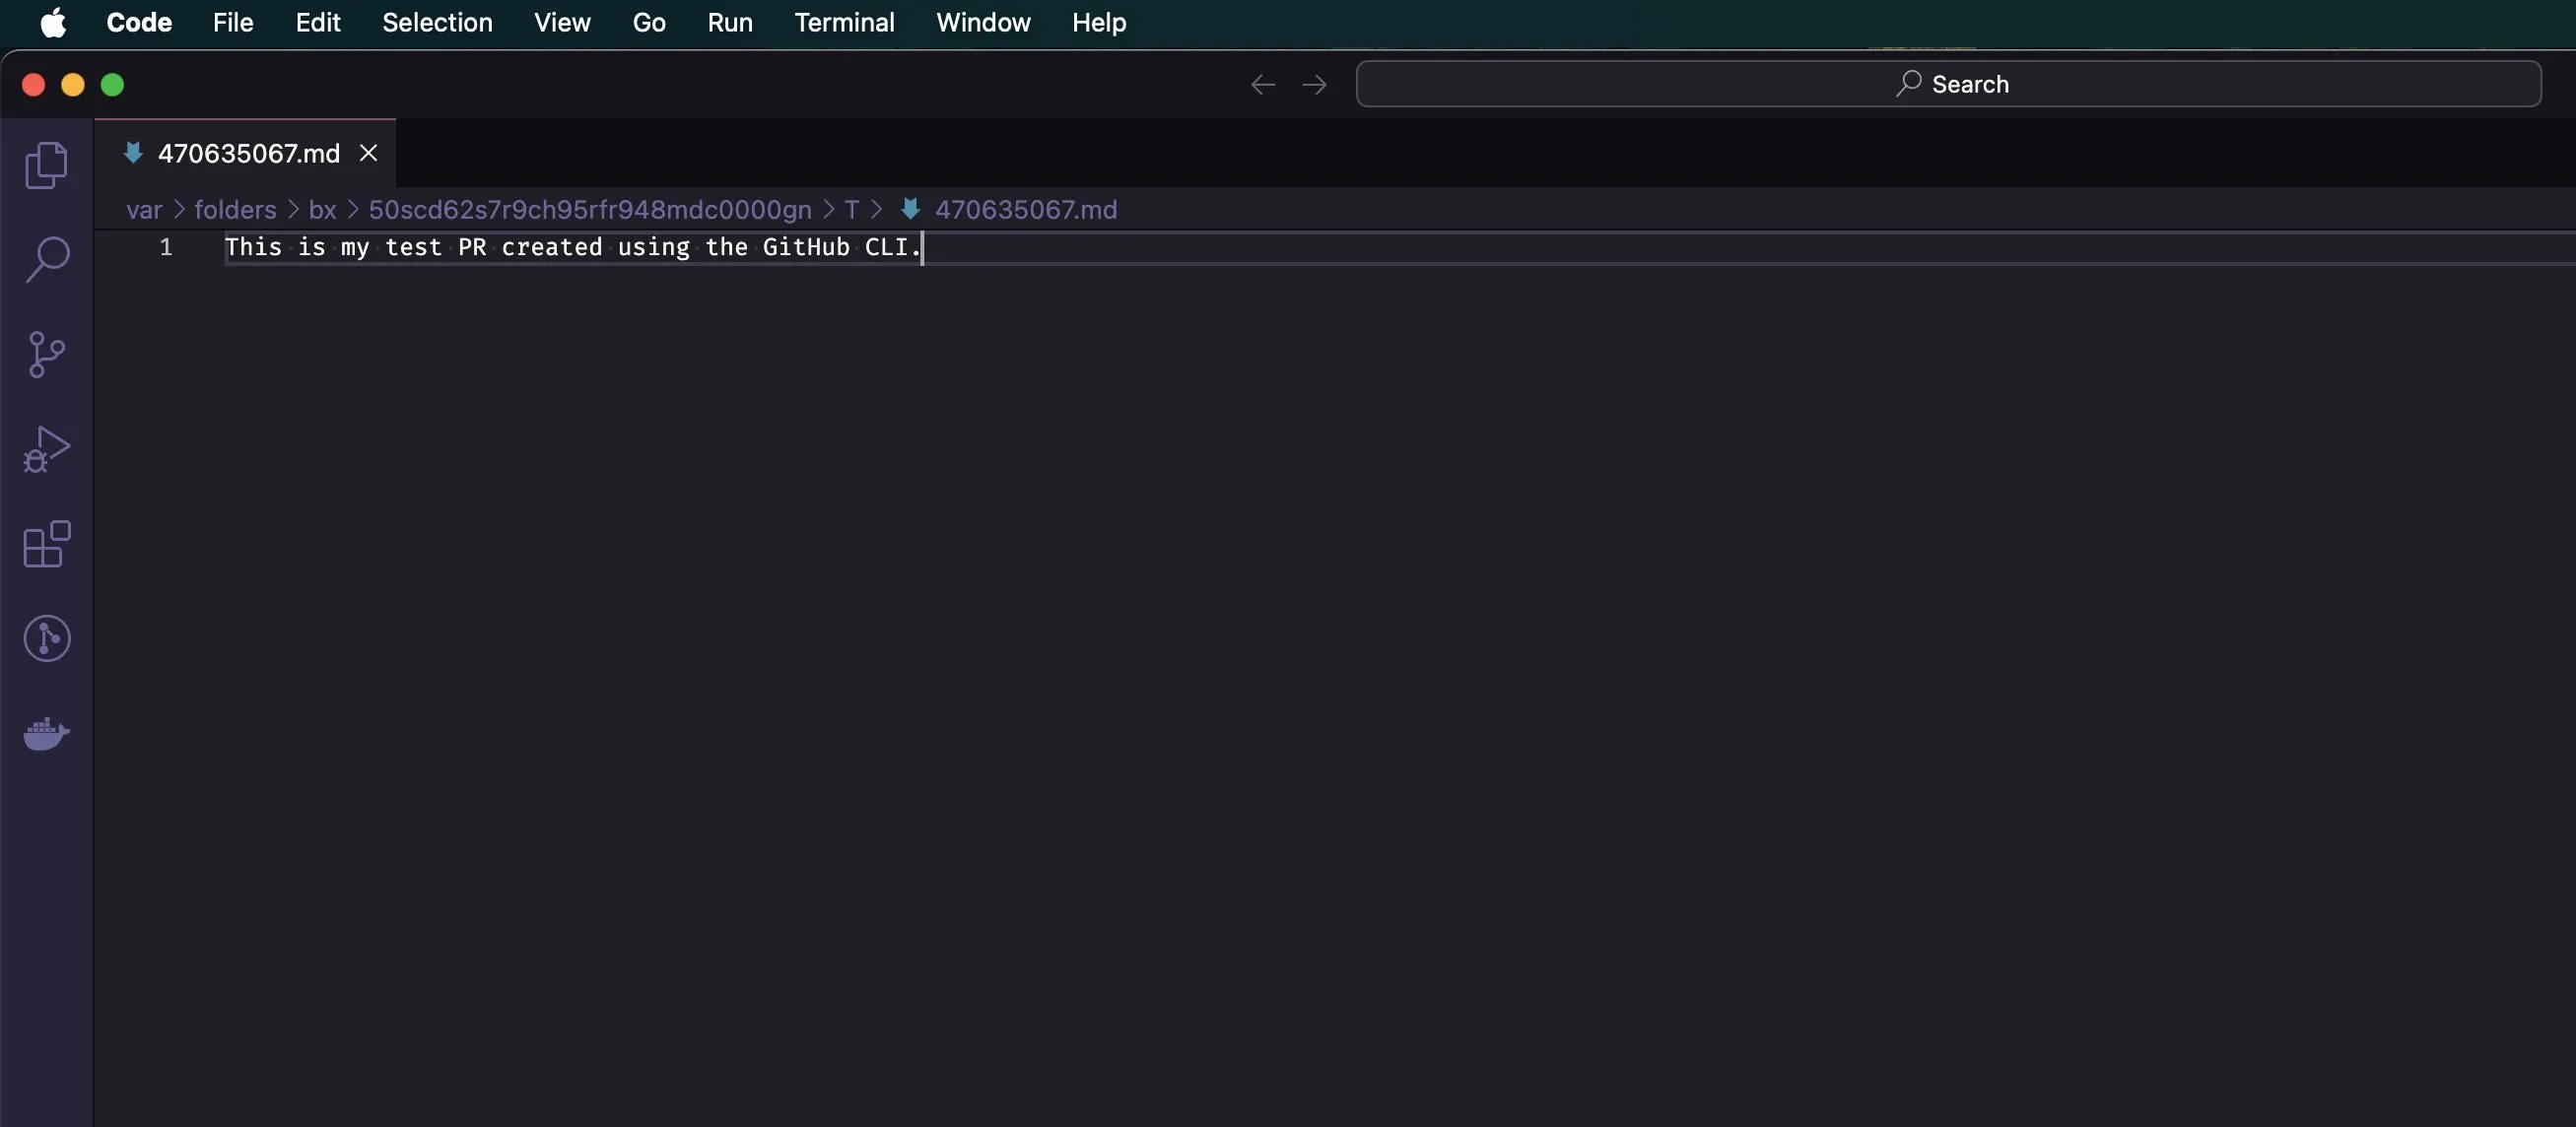 Code File Edit Selection View Go Run Terminal Window Help
Search
470635067.md
var > folders > bx > 50scd62s7r9ch95rfr948mdc0000gn > T > 470635067.md
1 This is my test PR created using the GitHub CLI.